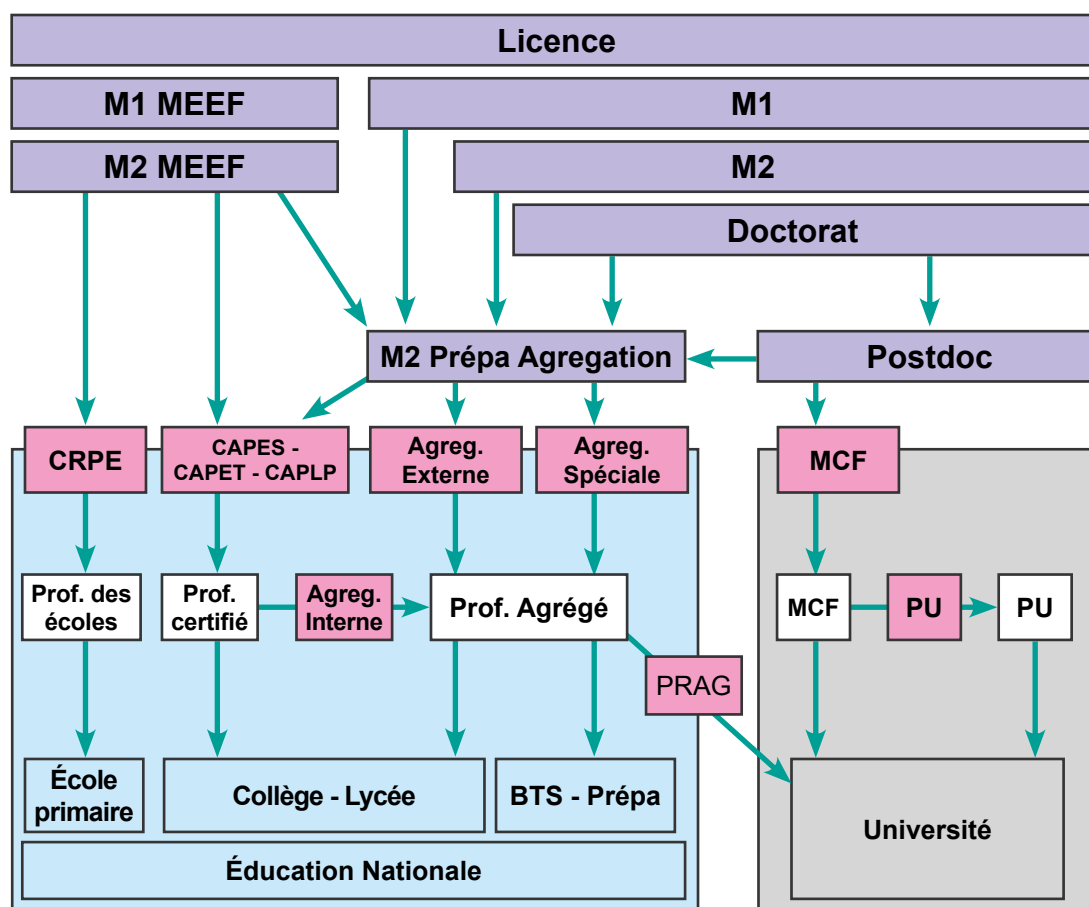 Licence
M1 MEEF
M1
M2 MEEF
M2
Doctorat
M2 Prépa Agregation
Postdoc
CRPE
CAPES -
CAPET - CAPLP
Agreg.
Externe
Agreg.
Spéciale
MCF
Prof. des
écoles
Prof.
certifié
Agreg.
Interne
Prof. Agrégé
MCF
PU
PU
PRAG
École
primaire
Collège - Lycée
BTS - Prépa
Université
Éducation Nationale